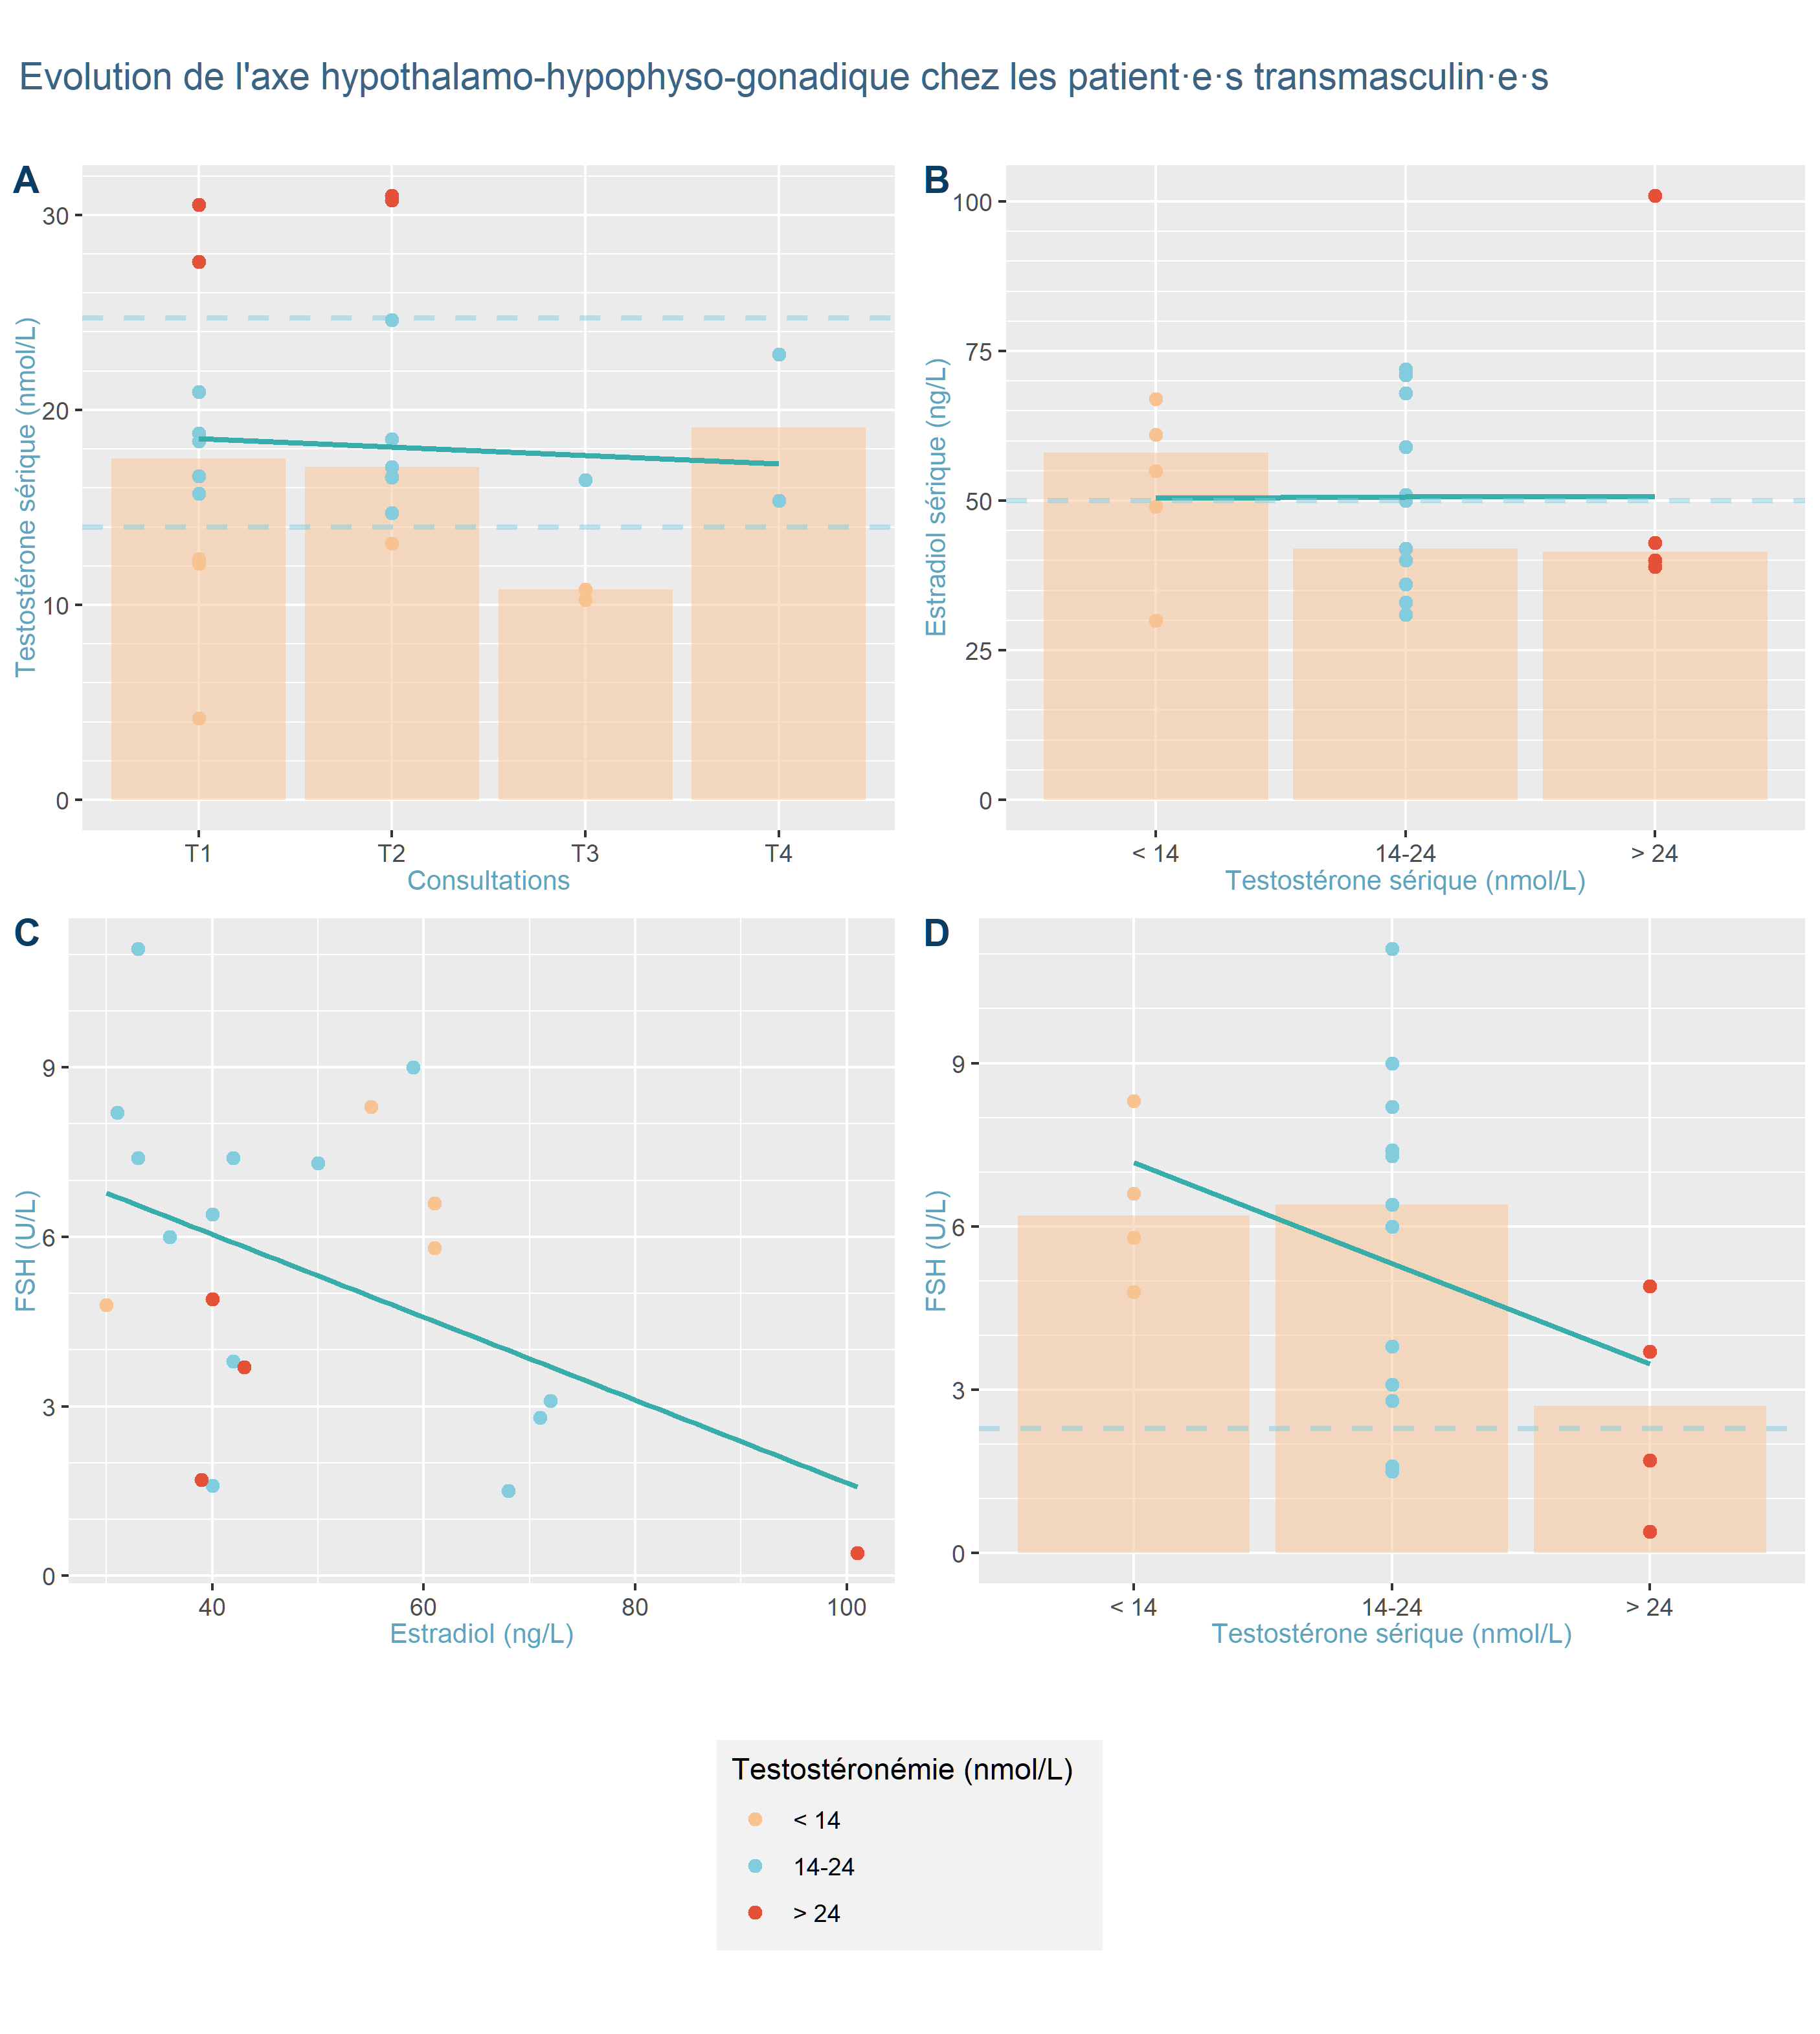 Evolution de l'axe hypothalamo-hypophyso-gonadique chez les patient·e·s transmasculin·e·s
A
Testostérone sérique (nmol/L)
30
20
10
0
T1 T2 T3 T4
Consultations
B
Estradiol sérique (ng/L)
100
75
50
25
0
< 14 14-24 > 24
Testostérone sérique (nmol/L)
C
FSH (U/L)
9
6
3
0
40 60 80 100
Estradiol (ng/L)
D
FSH (U/L)
9
6
3
0
< 14 14-24 > 24
Testostérone sérique (nmol/L)
Testostéronémie (nmol/L)
< 14
14-24
> 24